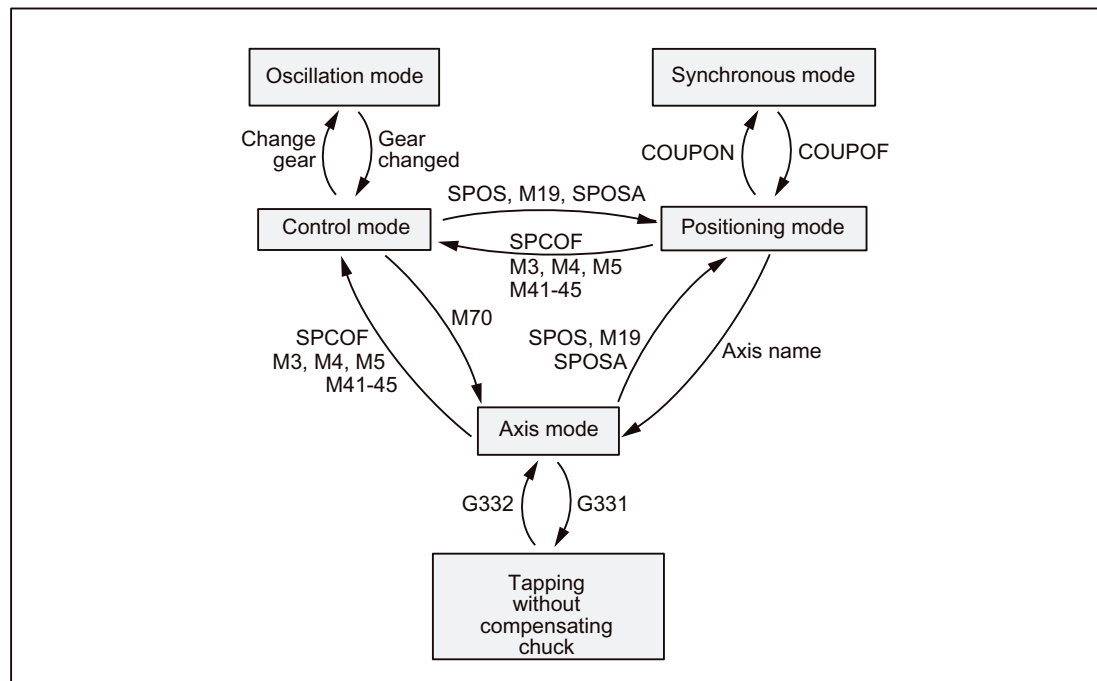 Oscillation mode
Synchronous mode
Change
gear
Gear
changed
COUPON
COUPOF
SPOS, M19, SPOSA
Control mode
Positioning mode
SPCOF
M3, M4, M5
M41-45
M70
SPCOF
M3, M4, M5
M41-45
SPOS, M19
SPOSA
Axis name
Axis mode
G332
G331
Tapping
without
compensating
chuck